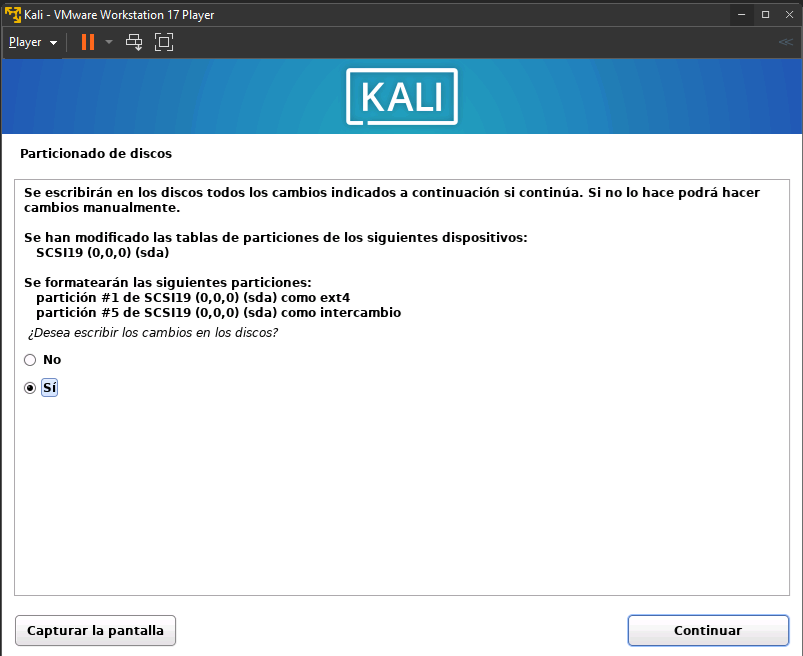 Kali - VMware Workstation 17 Player
Player
KALI
Particionado de discos
Se escribirán en los discos todos los cambios indicados a continuación si continúa. Si no lo hace podrá hacer
cambios manualmente.
Se han modificado las tablas de particiones de los siguientes dispositivos:
SCSI19 (0,0,0) (sda)
Se formatearán las siguientes particiones:
partición #1 de SCSI19 (0,0,0) (sda) como ext4
partición #5 de SCSI19 (0,0,0) (sda) como intercambio
¿Desea escribir los cambios en los discos?
No
Sí
Capturar la pantalla
Continuar